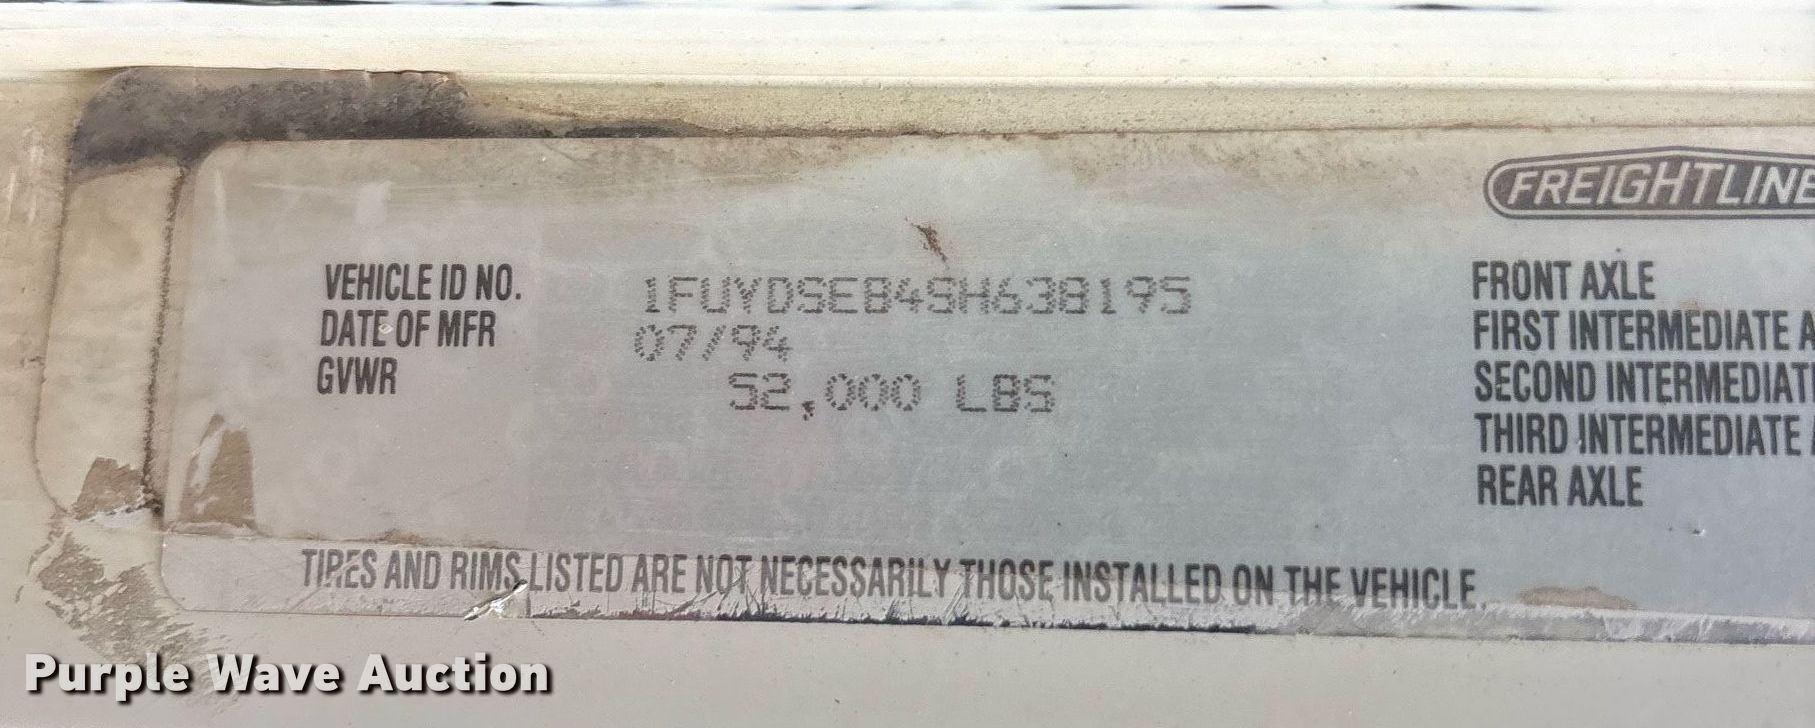 FREIGHTLINE
VEHICLE ID NO. 1FUYDSEB4SH638195
DATE OF MFR 07/94
GVWR 52,000 LBS
FRONT AXLE
FIRST INTERMEDIATE A
SECOND INTERMEDIAT
THIRD INTERMEDIATE
REAR AXLE
TIRES AND RIMS LISTED ARE NOT NECESSARILY THOSE INSTALLED ON THE VEHICLE.
Purple Wave Auction